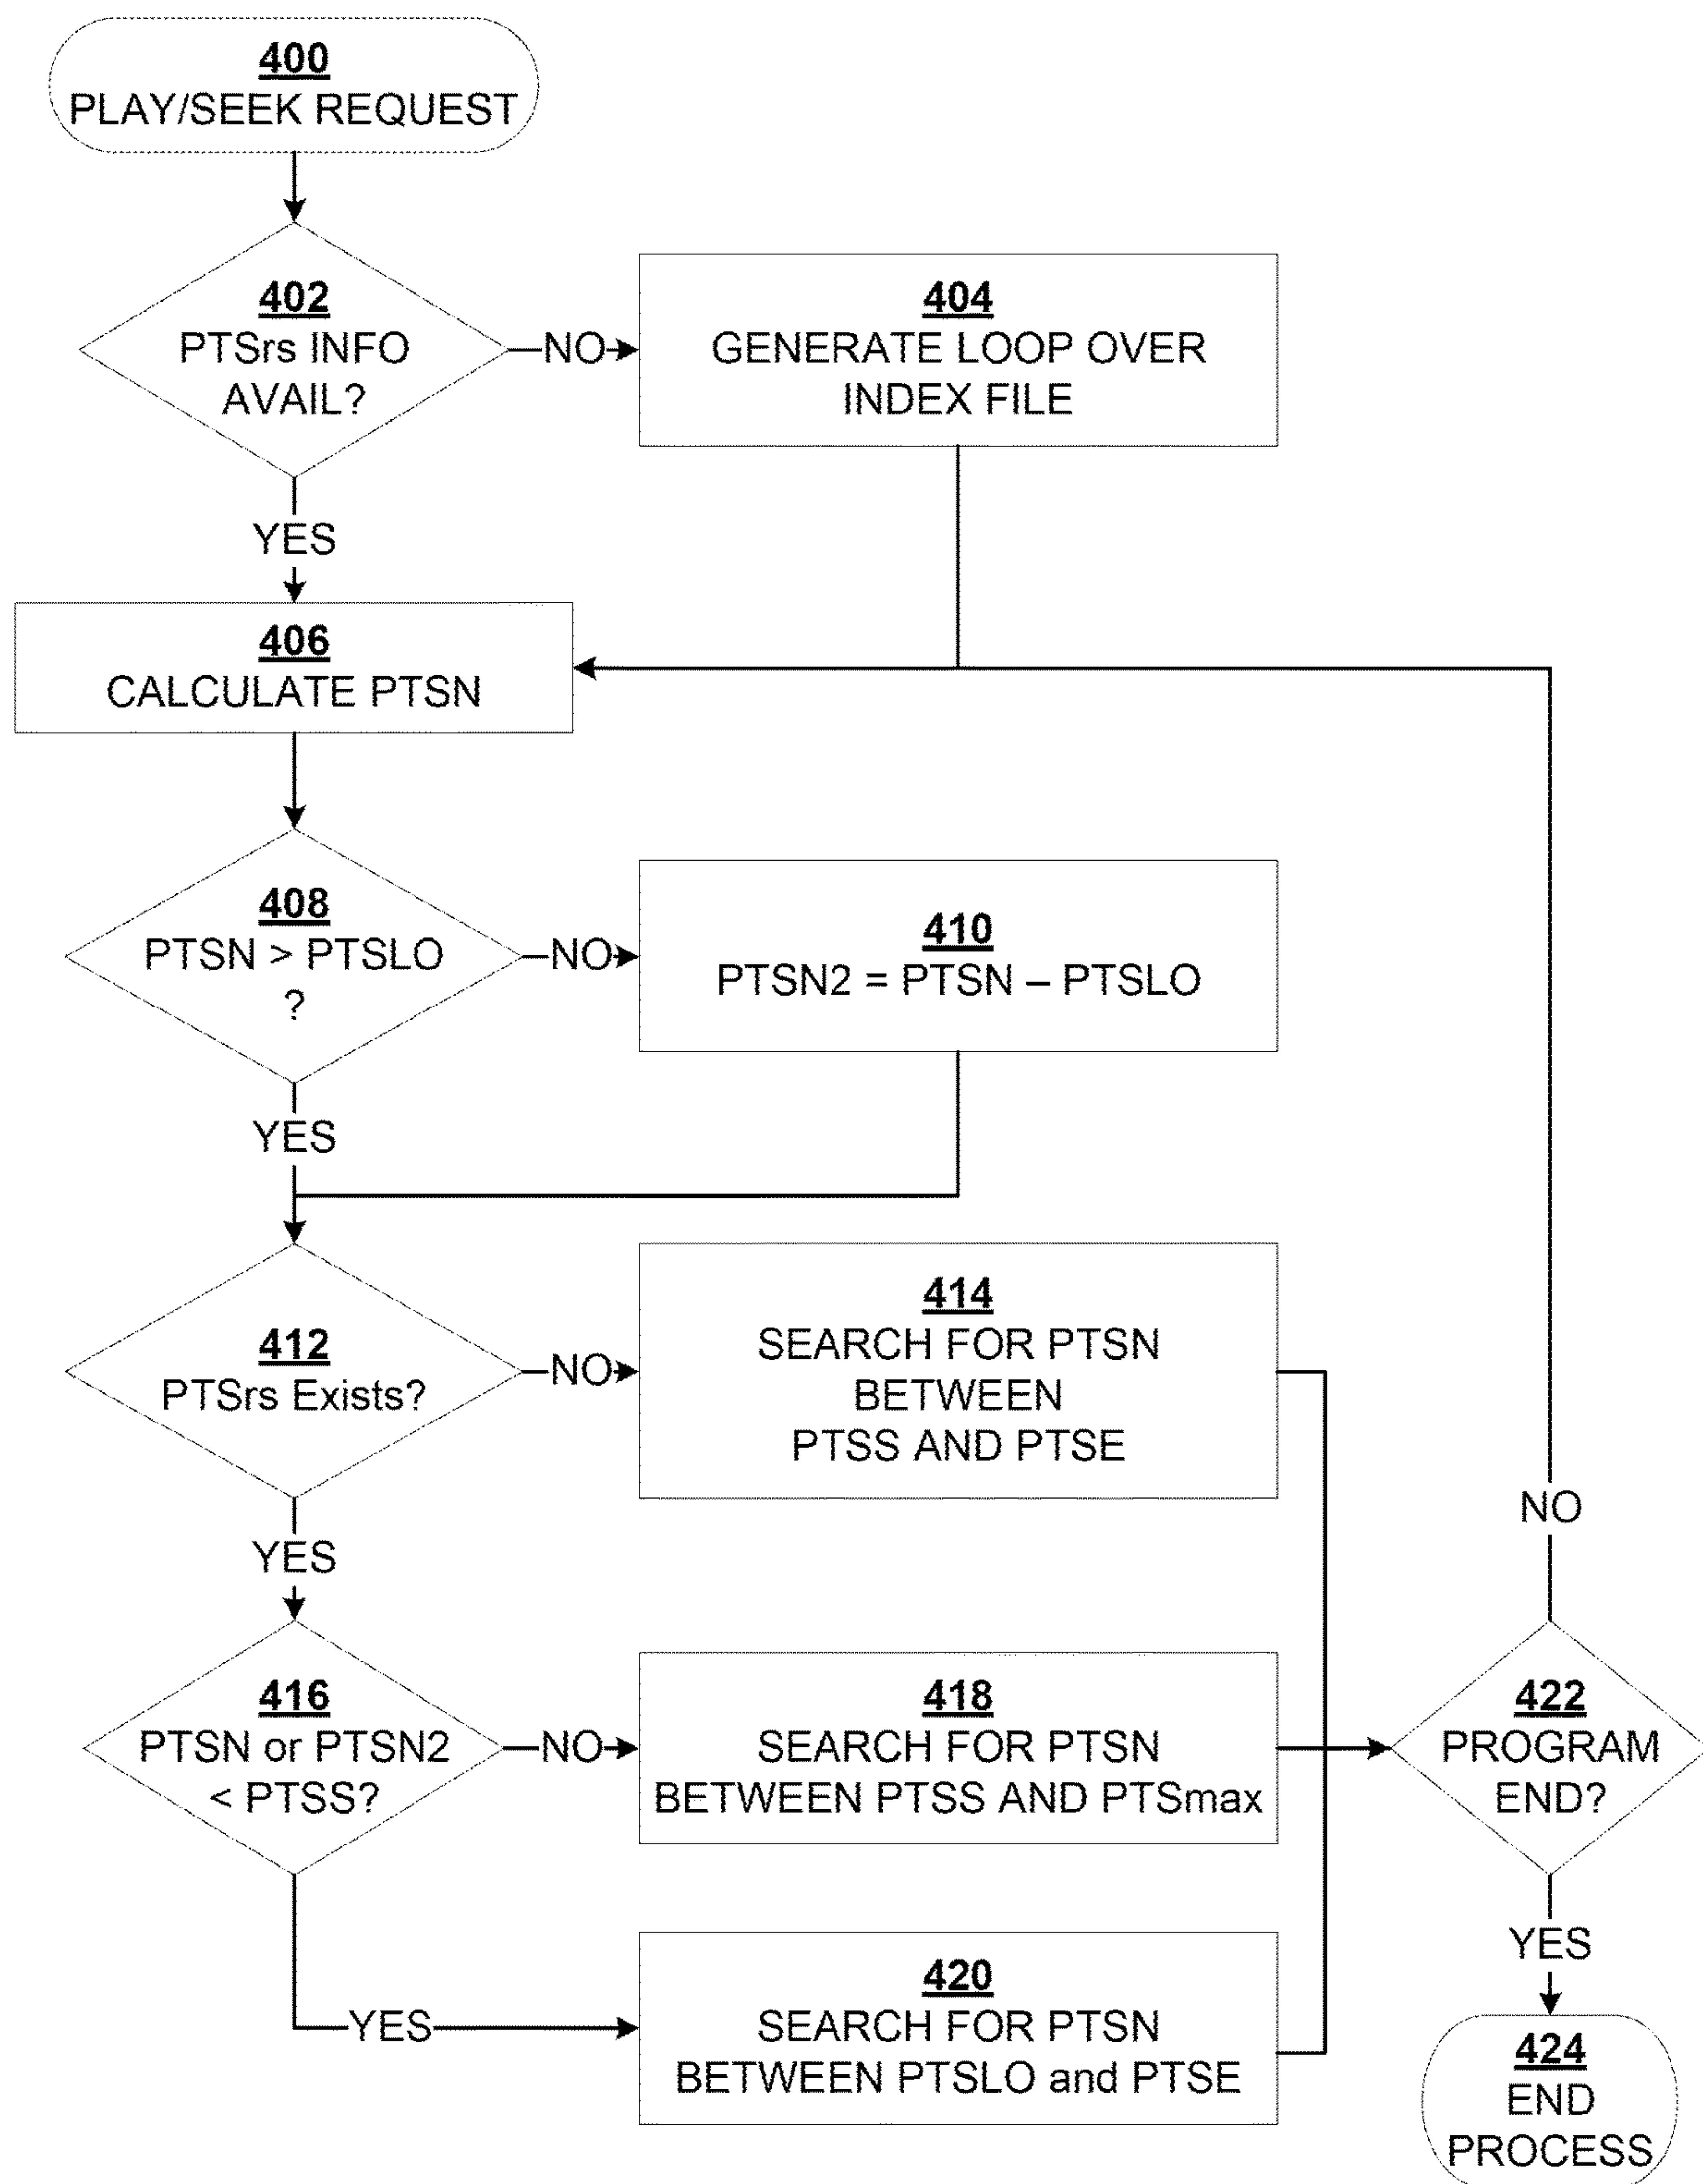 400
PLAY/SEEK REQUEST
402
PTSrs INFO
AVAIL?
NO
404
GENERATE LOOP OVER
INDEX FILE
YES
406
CALCULATE PTSN
408
PTSN > PTSLO
?
NO
410
PTSN2 = PTSN – PTSLO
YES
412
PTSrs Exists?
NO
414
SEARCH FOR PTSN
BETWEEN
PTSS AND PTSE
YES
416
PTSN or PTSN2
< PTSS?
NO
418
SEARCH FOR PTSN
BETWEEN PTSS AND PTSmax
YES
420
SEARCH FOR PTSN
BETWEEN PTSLO and PTSE
NO
422
PROGRAM
END?
YES
424
END
PROCESS